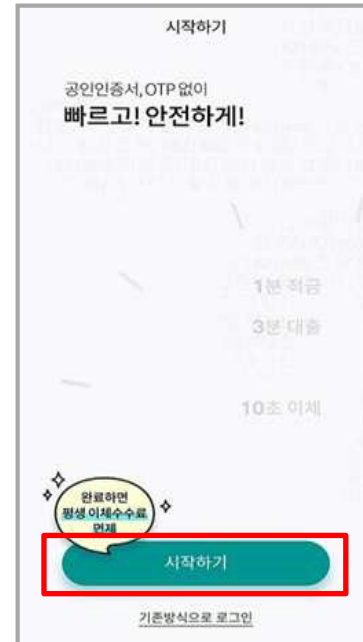 시작하기
공인인증서, OTP 없이
빠르고! 안전하게!
1분 적금
3분 대출
10초 이체
완료하면
평생 이체수수료
면제
시작하기
기존방식으로 로그인